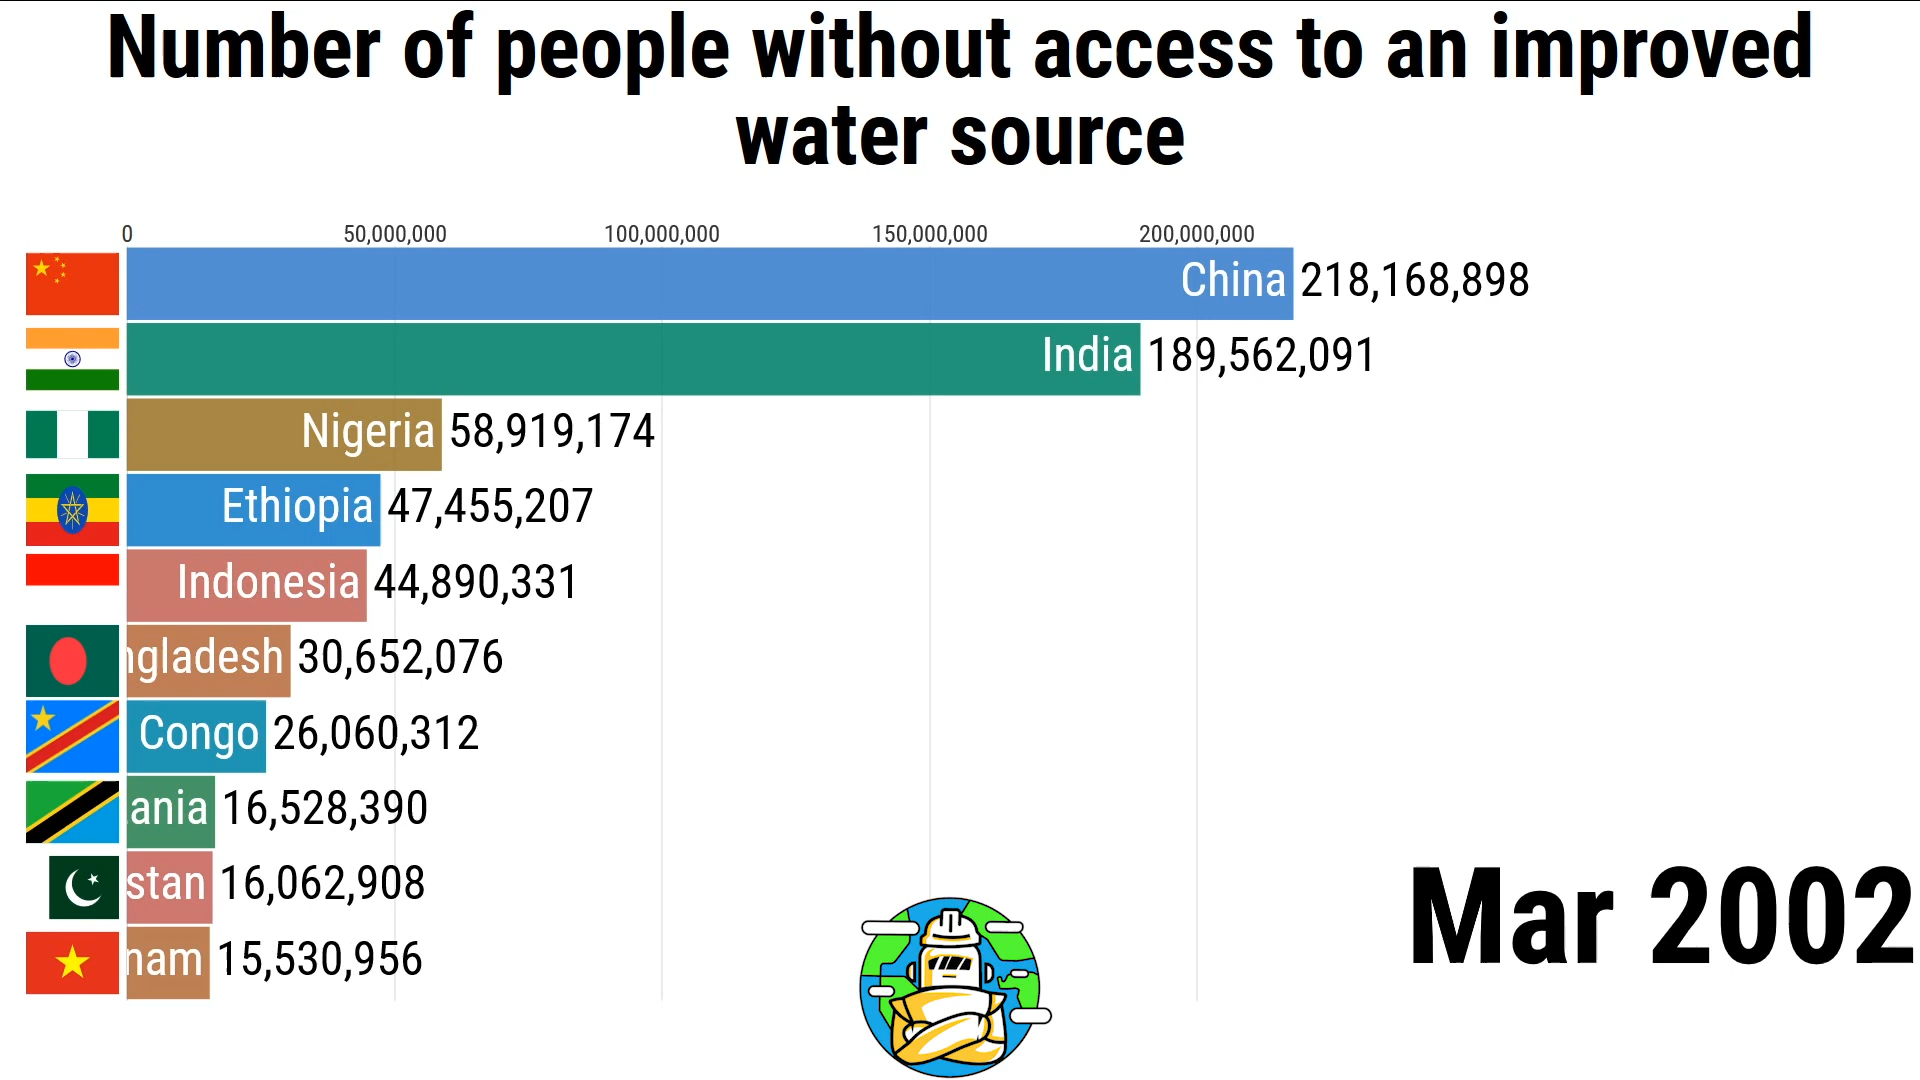 Number of people without access to an improved
water source
0 50,000,000 100,000,000 150,000,000 200,000,000
China 218,168,898
India 189,562,091
Nigeria 58,919,174
Ethiopia 47,455,207
Indonesia 44,890,331
ngladesh 30,652,076
Congo 26,060,312
ania 16,528,390
stan 16,062,908
nam 15,530,956
Mar 2002